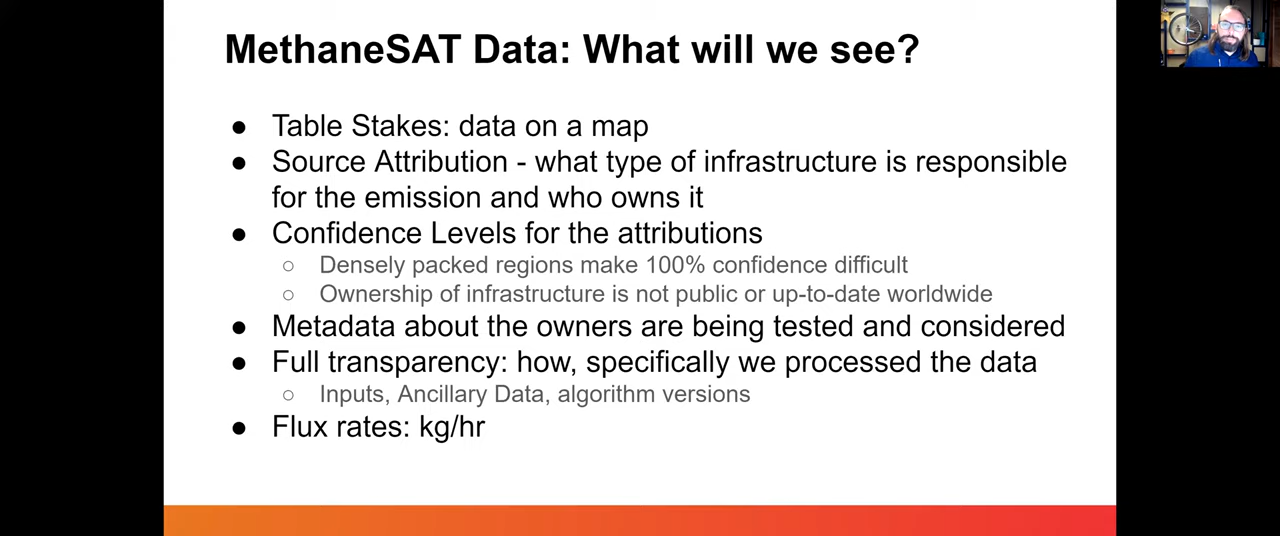 MethaneSAT Data: What will we see?
● Table Stakes: data on a map
● Source Attribution - what type of infrastructure is responsible
for the emission and who owns it
● Confidence Levels for the attributions
○ Densely packed regions make 100% confidence difficult
○ Ownership of infrastructure is not public or up-to-date worldwide
● Metadata about the owners are being tested and considered
● Full transparency: how, specifically we processed the data
○ Inputs, Ancillary Data, algorithm versions
● Flux rates: kg/hr